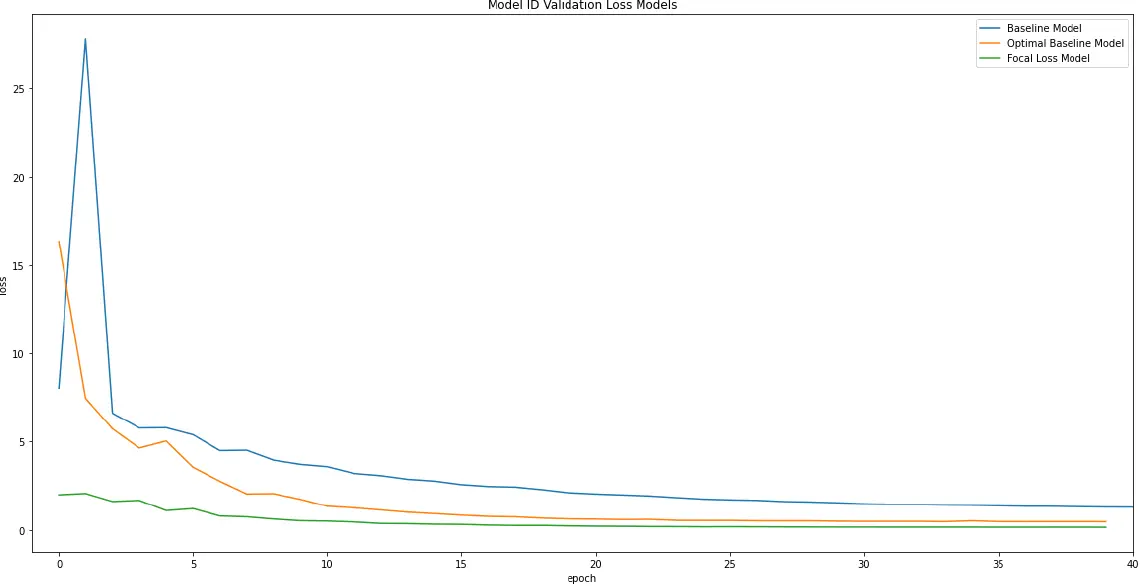 Model ID Validation Loss Models
Baseline Model
Optimal Baseline Model
Focal Loss Model
25
20
15
loss
10
5
0
0 5 10 15 20 25 30 35 40
epoch